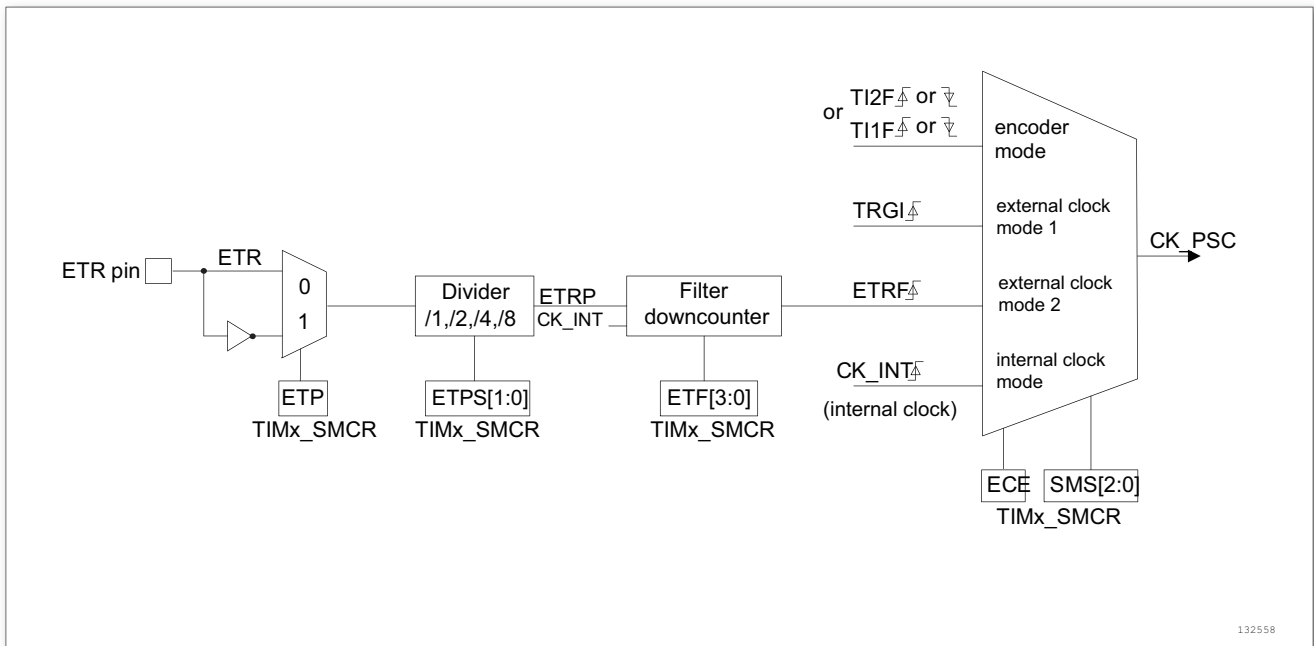 or TI2F or
TI1F or
encoder
mode
TRGI
external clock
mode 1
CK_PSC
ETR pin
ETR
0
1
Divider
/1,/2,/4,/8
ETRP
CK_INT
Filter
downcounter
ETRF
external clock
mode 2
CK_INT
(internal clock)
internal clock
mode
ETP
TIMx_SMCR
ETPS[1:0]
TIMx_SMCR
ETF[3:0]
TIMx_SMCR
ECE
SMS[2:0]
TIMx_SMCR
132558